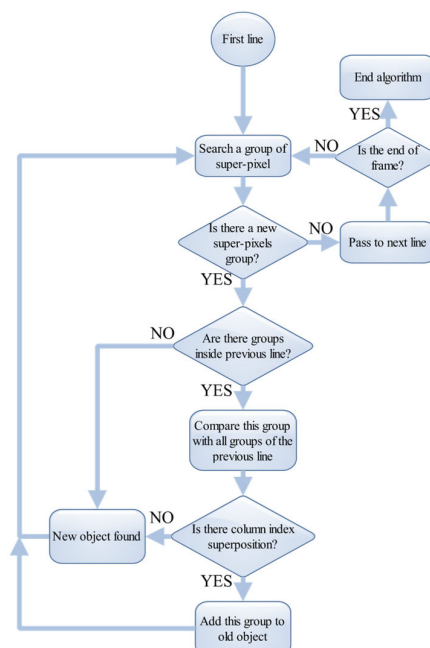 First line
End algorithm
YES
Search a group
of super-pixel
NO
Is the end of
frame?
Is there a new
super-pixels
group?
NO
Pass to next line
YES
NO
Are there groups
inside previous line?
YES
Compare this group
with all groups of the
previous line
New object found
NO
Is there column index
superposition?
YES
Add this group to
old object